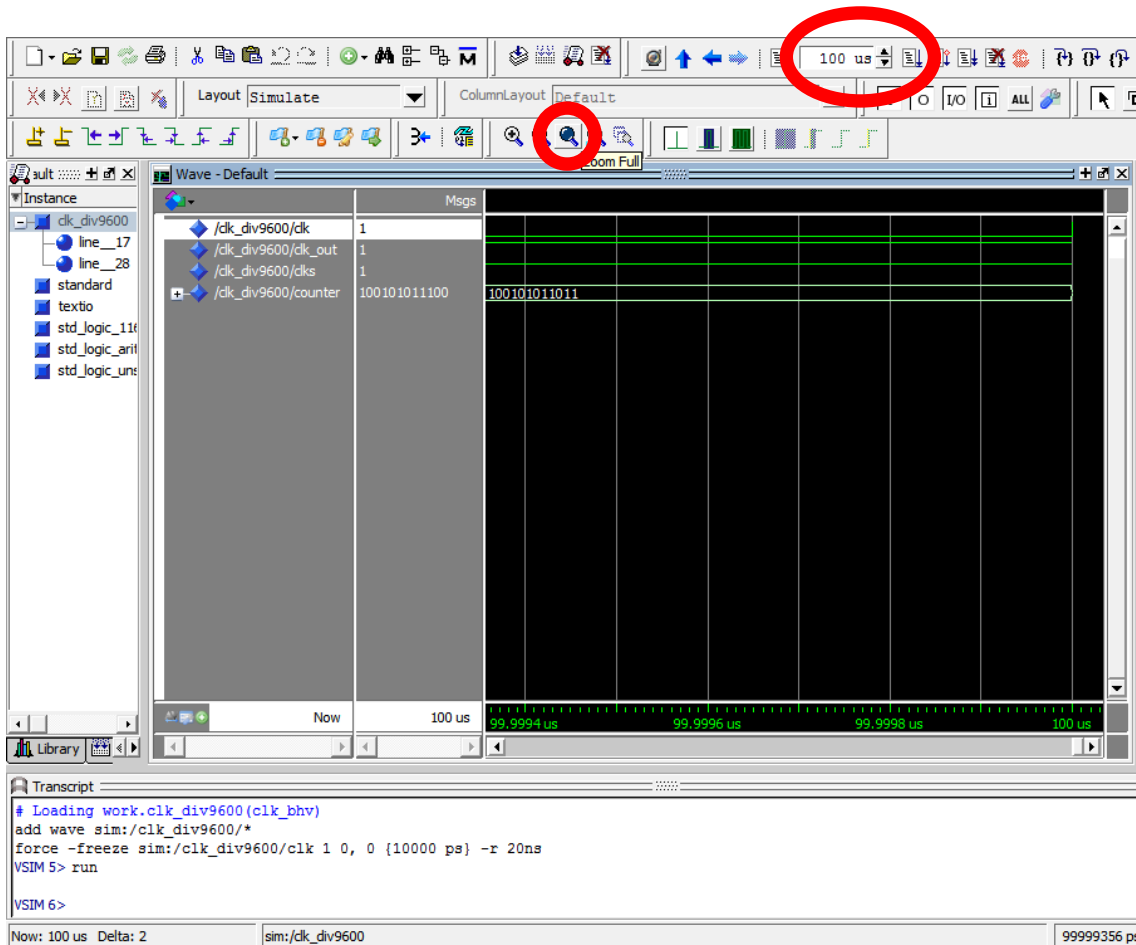 100 us
Layout Simulate
ColumnLayout Default
I/O
ALL
Zoom Full
ault
Wave - Default
Instance
Msgs
clk_div9600
/clk_div9600/clk 1
line__17
/clk_div9600/clk_out 1
line__28
/clk_div9600/clks 1
standard
/clk_div9600/counter 100101011100 100101011011
textio
std_logic_116
std_logic_arit
std_logic_uns
Now 100 us
99.9994 us 99.9996 us 99.9998 us 100 us
Library
Transcript
# Loading work.clk_div9600(clk_bhv)
add wave sim:/clk_div9600/*
force -freeze sim:/clk_div9600/clk 1 0, 0 {10000 ps} -r 20ns
VSIM 5> run
VSIM 6>
Now: 100 us Delta: 2 sim:/clk_div9600 99999356 ps